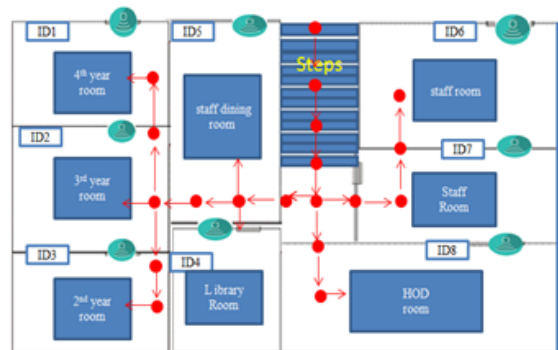 ID1
ID5
ID6
4th year
room
Steps
staff dining
room
staff room
ID2
ID7
3rd year
room
Staff
Room
ID3
ID4
ID8
2nd year
room
Library
Room
HOD
room